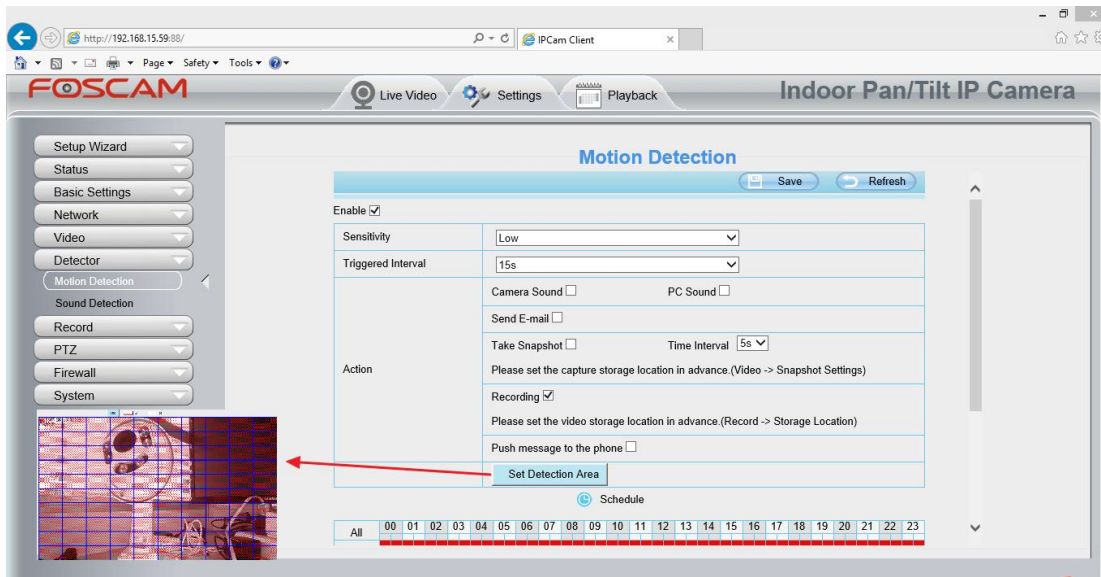 http://192.168.15.59:88/
IPCam Client
Page Safety Tools
FOSCAM
Live Video Settings Playback
Indoor Pan/Tilt IP Camera
Setup Wizard
Status
Basic Settings
Network
Video
Detector
Motion Detection
Sound Detection
Record
PTZ
Firewall
System
Motion Detection
Save Refresh
Enable
Sensitivity Low
Triggered Interval 15s
Action
Camera Sound PC Sound
Send E-mail
Take Snapshot Time Interval 5s
Please set the capture storage location in advance.(Video -> Snapshot Settings)
Recording
Please set the video storage location in advance.(Record -> Storage Location)
Push message to the phone
Set Detection Area
Schedule
All 00 01 02 03 04 05 06 07 08 09 10 11 12 13 14 15 16 17 18 19 20 21 22 23